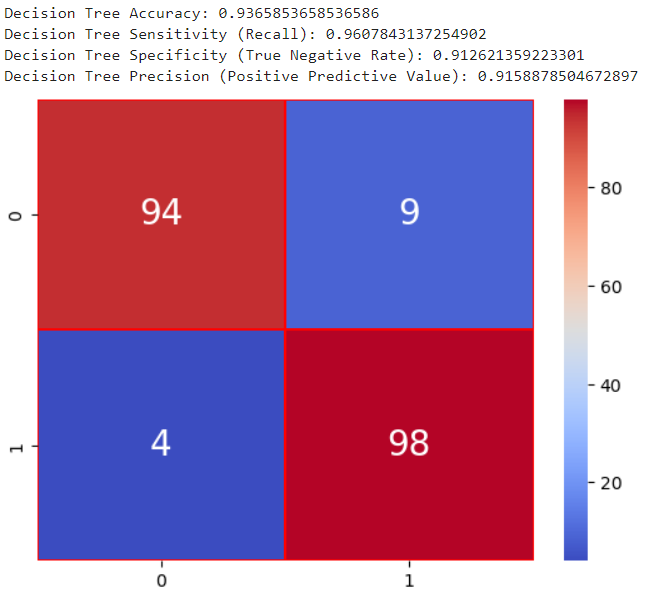 Decision Tree Accuracy: 0.9365853658536586
Decision Tree Sensitivity (Recall): 0.9607843137254902
Decision Tree Specificity (True Negative Rate): 0.912621359223301
Decision Tree Precision (Positive Predictive Value): 0.9158878504672897
80
0 94 9
60
40
1 4 98
20
0 1